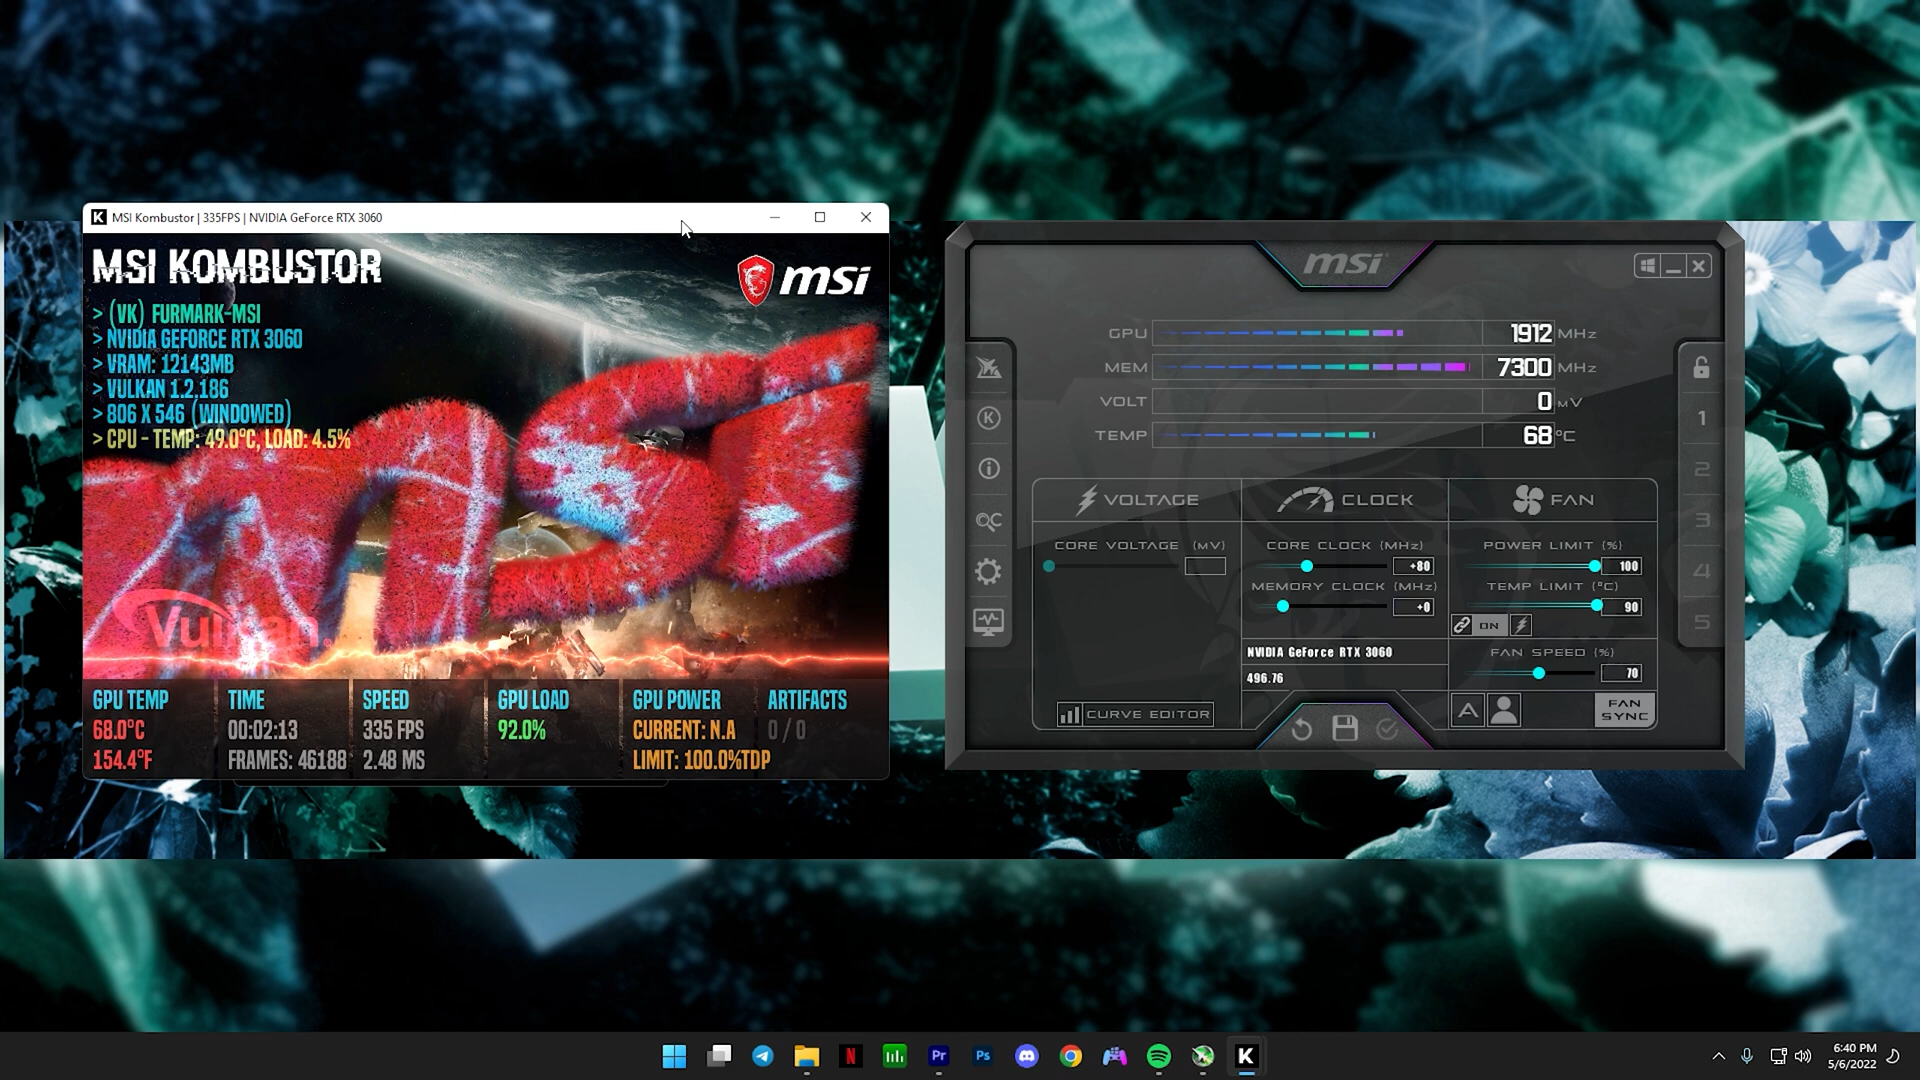 MSI Kombustor | 335FPS | NVIDIA GeForce RTX 3060
MSI KOMBUSTOR
msi
> (VK) FURMARK-MSI
> NVIDIA GEFORCE RTX 3060
> VRAM: 12143MB
> VULKAN 1.2.186
> 806 X 546 (WINDOWED)
> CPU - TEMP: 49.0°C, LOAD: 4.5%
msi
Vulkan
GPU TEMP
68.0°C
154.4°F
TIME
00:02:13
FRAMES: 46188
SPEED
335 FPS
2.48 MS
GPU LOAD
92.0%
GPU POWER
CURRENT: N.A
LIMIT: 100.0%TDP
ARTIFACTS
0 / 0
msi
GPU 1912 MHz
MEM 7300 MHz
VOLT 0 MV
TEMP 68 °C
K
i
OC
1
2
3
4
5
VOLTAGE
CORE VOLTAGE (MV)
CURVE EDITOR
CLOCK
CORE CLOCK (MHz)
+80
MEMORY CLOCK (MHz)
+0
NVIDIA GeForce RTX 3060
496.76
FAN
POWER LIMIT (%)
100
TEMP LIMIT (°C)
90
ON
FAN SPEED (%)
70
A
FAN SYNC
N
Pr
Ps
K
6:40 PM
5/6/2022